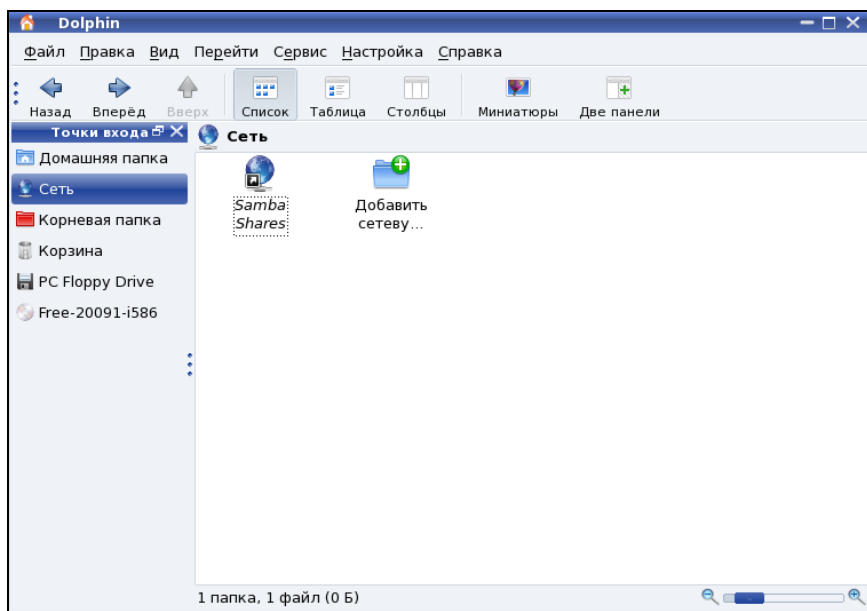 Dolphin
Файл Правка Вид Перейти Сервис Настройка Справка
Назад Вперёд Вверх Список Таблица Столбцы Миниатюры Две панели
Точки входа
Сеть
Домашняя папка
Сеть
Корневая папка
Корзина
PC Floppy Drive
Free-20091-i586
Samba
Shares
Добавить
сетеву...
1 папка, 1 файл (0 Б)